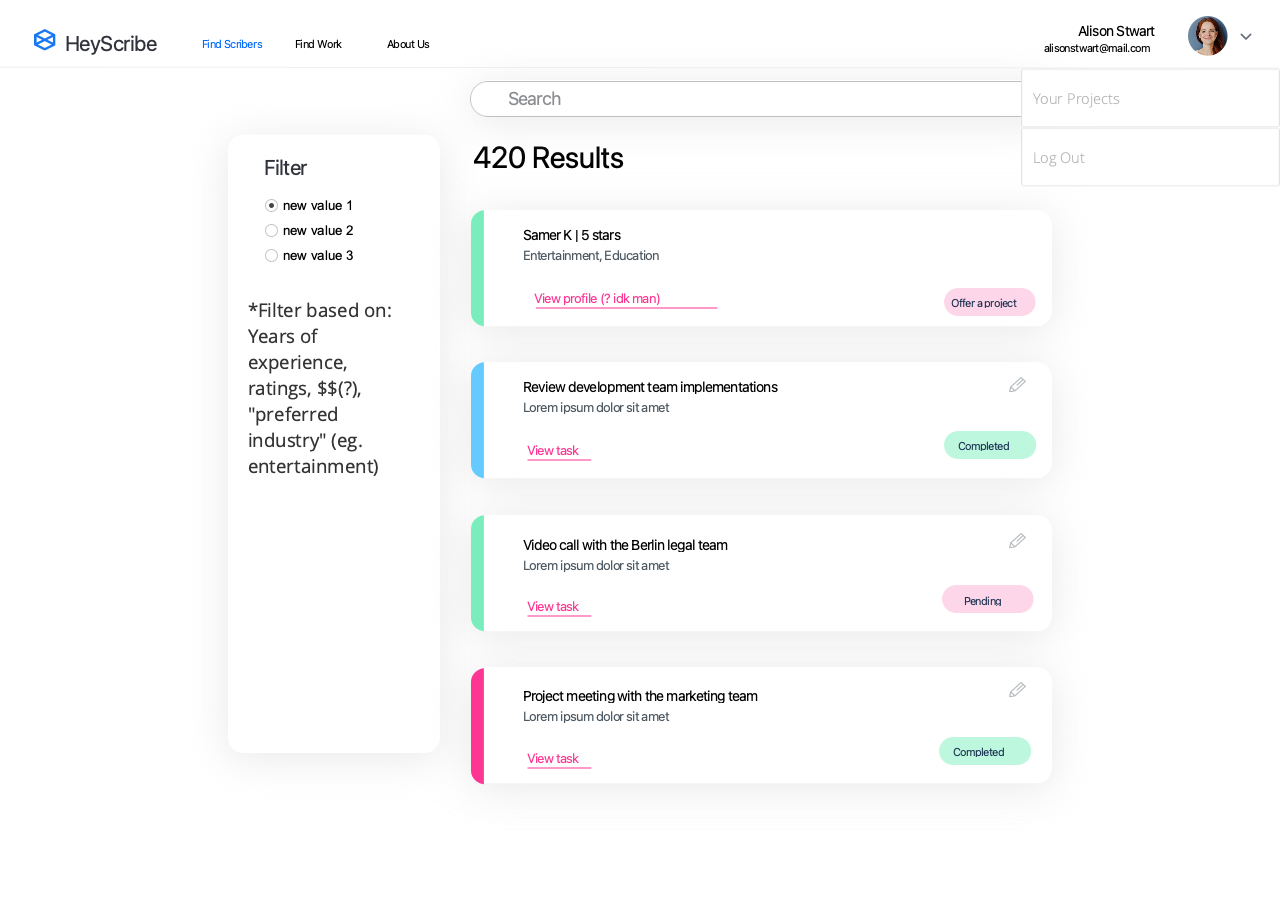 HeyScribe
Find Scribers
Find Work
About Us
Alison Stwart
alisonstwart@mail.com
Your Projects
Log Out
Search
420 Results
Filter
new value 1
new value 2
new value 3
*Filter based on:
Years of
experience,
ratings, $$(?),
"preferred
industry" (eg.
entertainment)
Samer K | 5 stars
Entertainment, Education
View profile (? idk man)
Offer a project
Review development team implementations
Lorem ipsum dolor sit amet
View task
Completed
Video call with the Berlin legal team
Lorem ipsum dolor sit amet
View task
Pending
Project meeting with the marketing team
Lorem ipsum dolor sit amet
View task
Completed